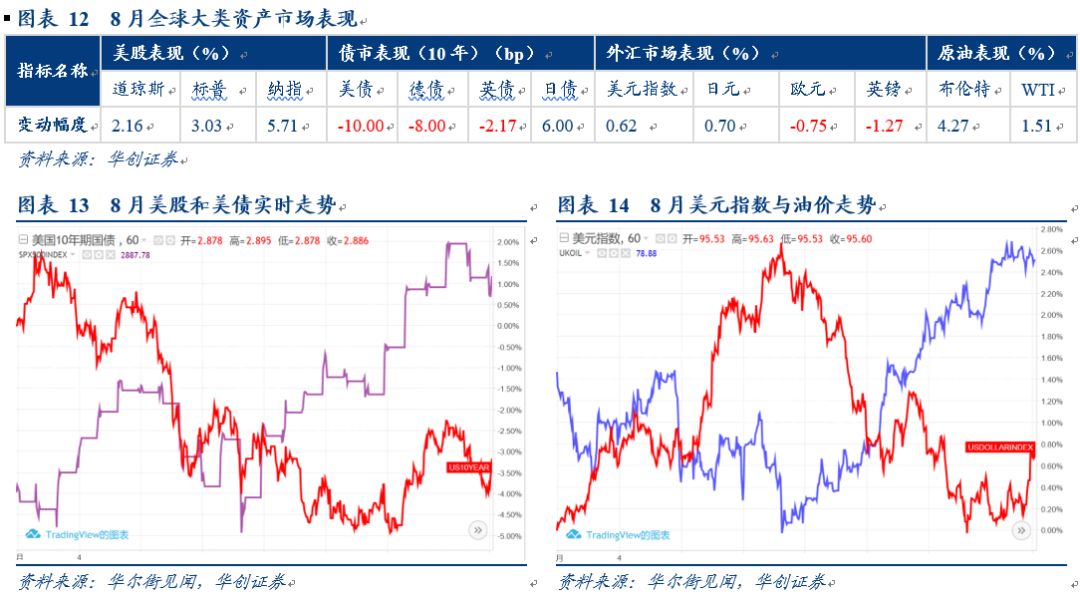 图表 12 8月全球大类资产市场表现
指标名称 美股表现（%） 债市表现（10年）（bp） 外汇市场表现（%） 原油表现（%）
道琼斯 标普 纳指 美债 德债 英债 日债 美元指数 日元 欧元 英镑 布伦特 WTI
变动幅度 2.16 3.03 5.71 -10.00 -8.00 -2.17 6.00 0.62 0.70 -0.75 -1.27 4.27 1.51
资料来源：华创证券
图表 13 8月美股和美债实时走势
美国10年期国债, 60 开=2.878 高=2.895 低=2.878 收=2.886
SPX500INDEX 2887.78
2.00%
1.50%
1.00%
0.50%
0.00%
-0.50%
-1.00%
-1.50%
-2.00%
-2.50%
-3.00%
US10YEAR
-3.50%
-4.00%
-4.50%
-5.00%
TradingView的图表
月 4
资料来源：华尔街见闻，华创证券
图表 14 8月美元指数与油价走势
美元指数, 60 开=95.53 高=95.63 低=95.53 收=95.60
UKOIL 78.88
2.80%
2.60%
2.40%
2.20%
2.00%
1.80%
1.60%
1.40%
1.20%
1.00%
USDOLLARINDEX
0.80%
0.60%
0.40%
0.20%
0.00%
TradingView的图表
月 4
资料来源：华尔街见闻，华创证券